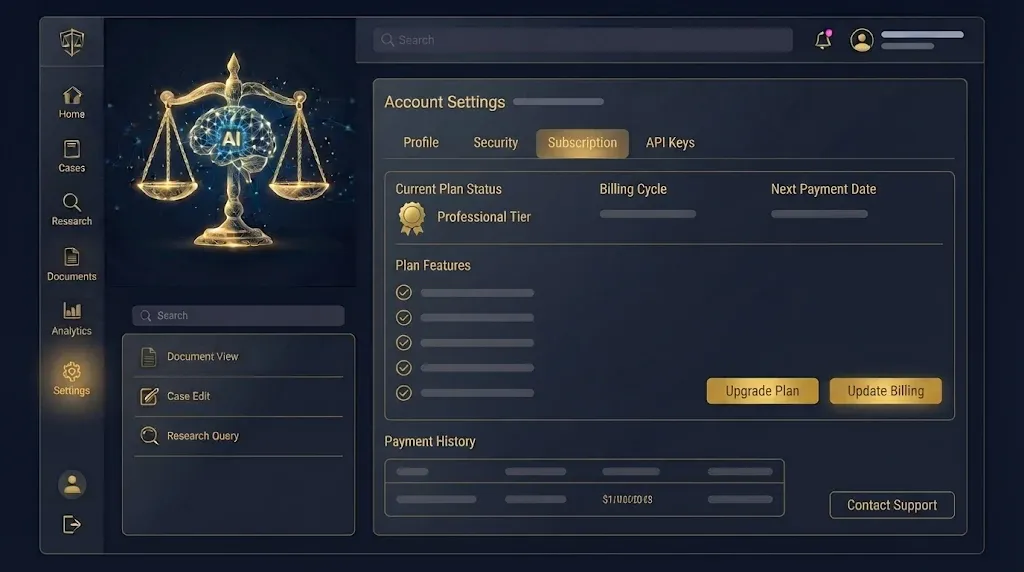 Search
Home
Cases
Research
Documents
Analytics
Settings
AI
Search
Document View
Case Edit
Research Query
Account Settings
Profile Security Subscription API Keys
Current Plan Status Billing Cycle Next Payment Date
Professional Tier
Plan Features
Upgrade Plan Update Billing
Payment History
Contact Support